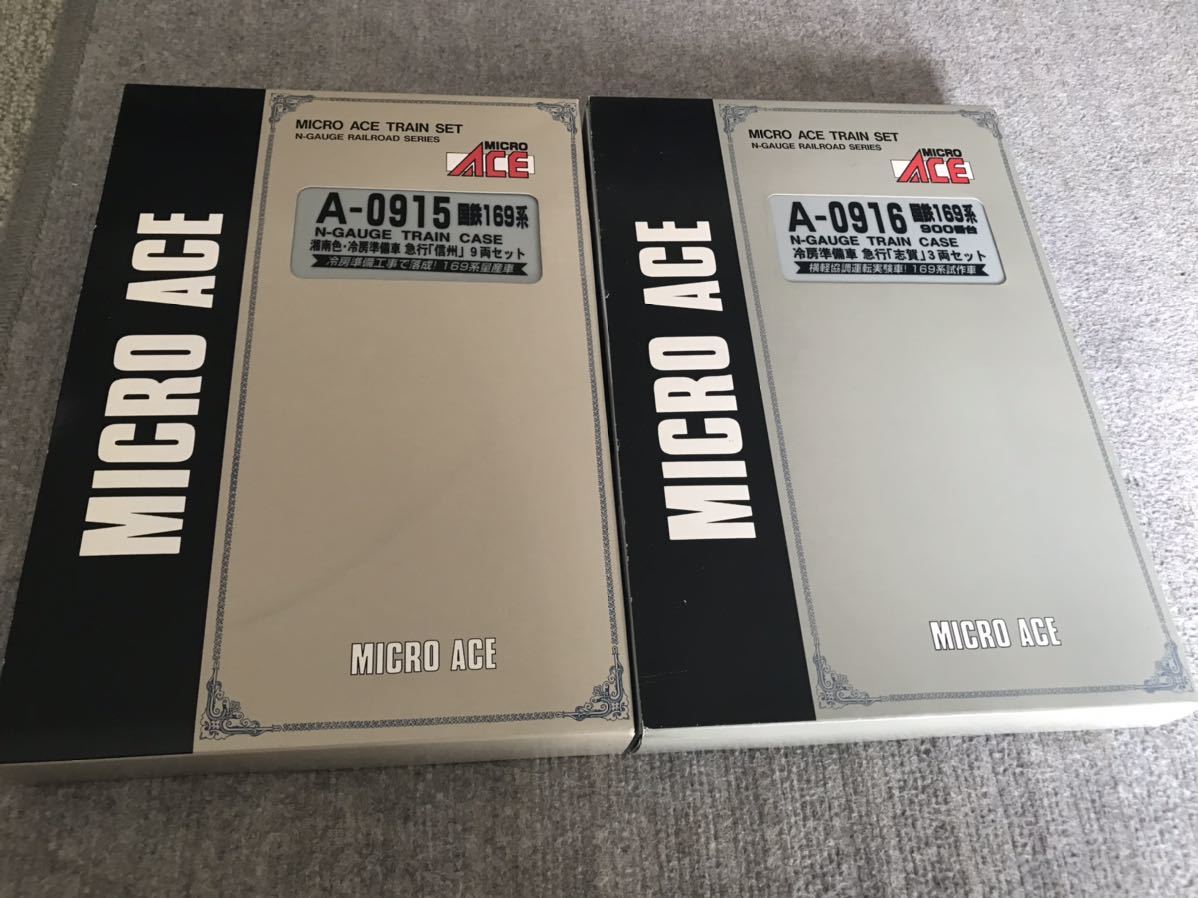 MICRO ACE
MICRO ACE TRAIN SET
N-GAUGE RAILROAD SERIES
MICRO
ACE
A-0915 国鉄169系
N-GAUGE TRAIN CASE
湘南色・冷房準備車 急行「信州」9両セット
冷房準備工事で落成!169系量産車
MICRO ACE
MICRO ACE
MICRO ACE TRAIN SET
N-GAUGE RAILROAD SERIES
MICRO
ACE
A-0916 国鉄169系
900番台
N-GAUGE TRAIN CASE
冷房準備車 急行「志賀」3両セット
横軽協調運転実験車!169系試作車
MICRO ACE